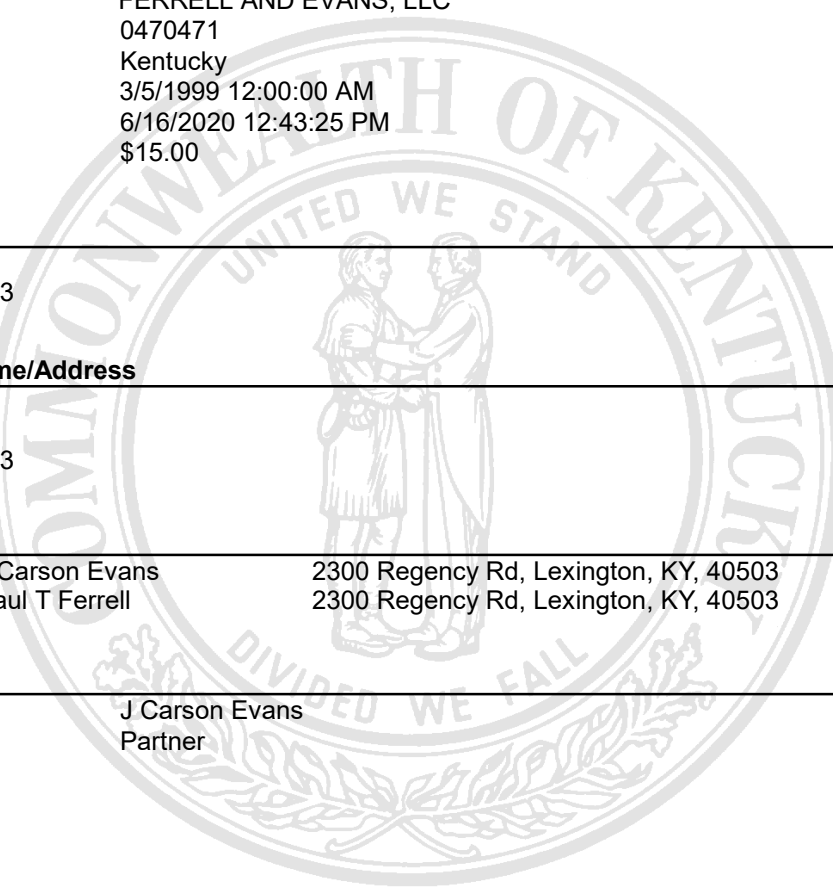 FERRELL AND EVANS, LLC
0470471
Kentucky
3/5/1999 12:00:00 AM
6/16/2020 12:43:25 PM
$15.00
COMMONWEALTH OF KENTUCKY
UNITED WE STAND
3
me/Address
3
Carson Evans 2300 Regency Rd, Lexington, KY, 40503
aul T Ferrell 2300 Regency Rd, Lexington, KY, 40503
DIVIDED WE FALL
J Carson Evans
Partner